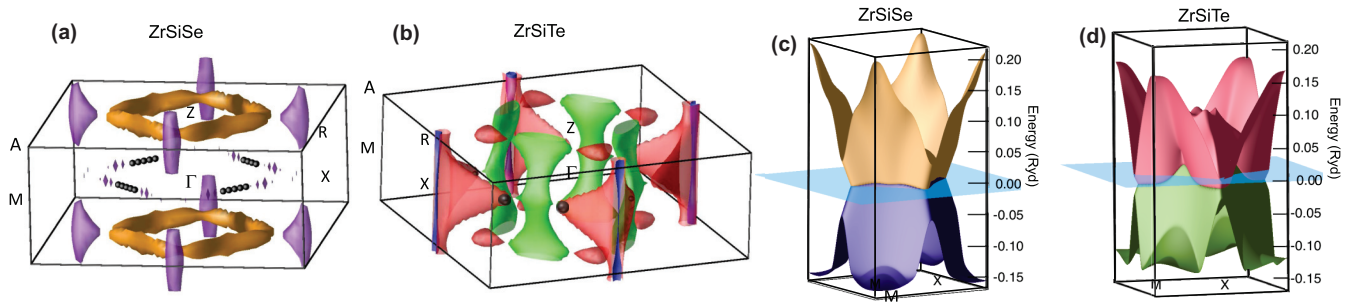 (a) ZrSiSe
A
M
Z
Γ
R
X
(b) ZrSiTe
A
M
R
X
Z
Γ
(c) ZrSiSe
0.20
0.15
0.10
0.05
0.00
-0.05
-0.10
-0.15
Energy (Ryd)
M
M
X
(d) ZrSiTe
0.20
0.15
0.10
0.05
0.00
-0.05
-0.10
-0.15
Energy (Ryd)
M
X